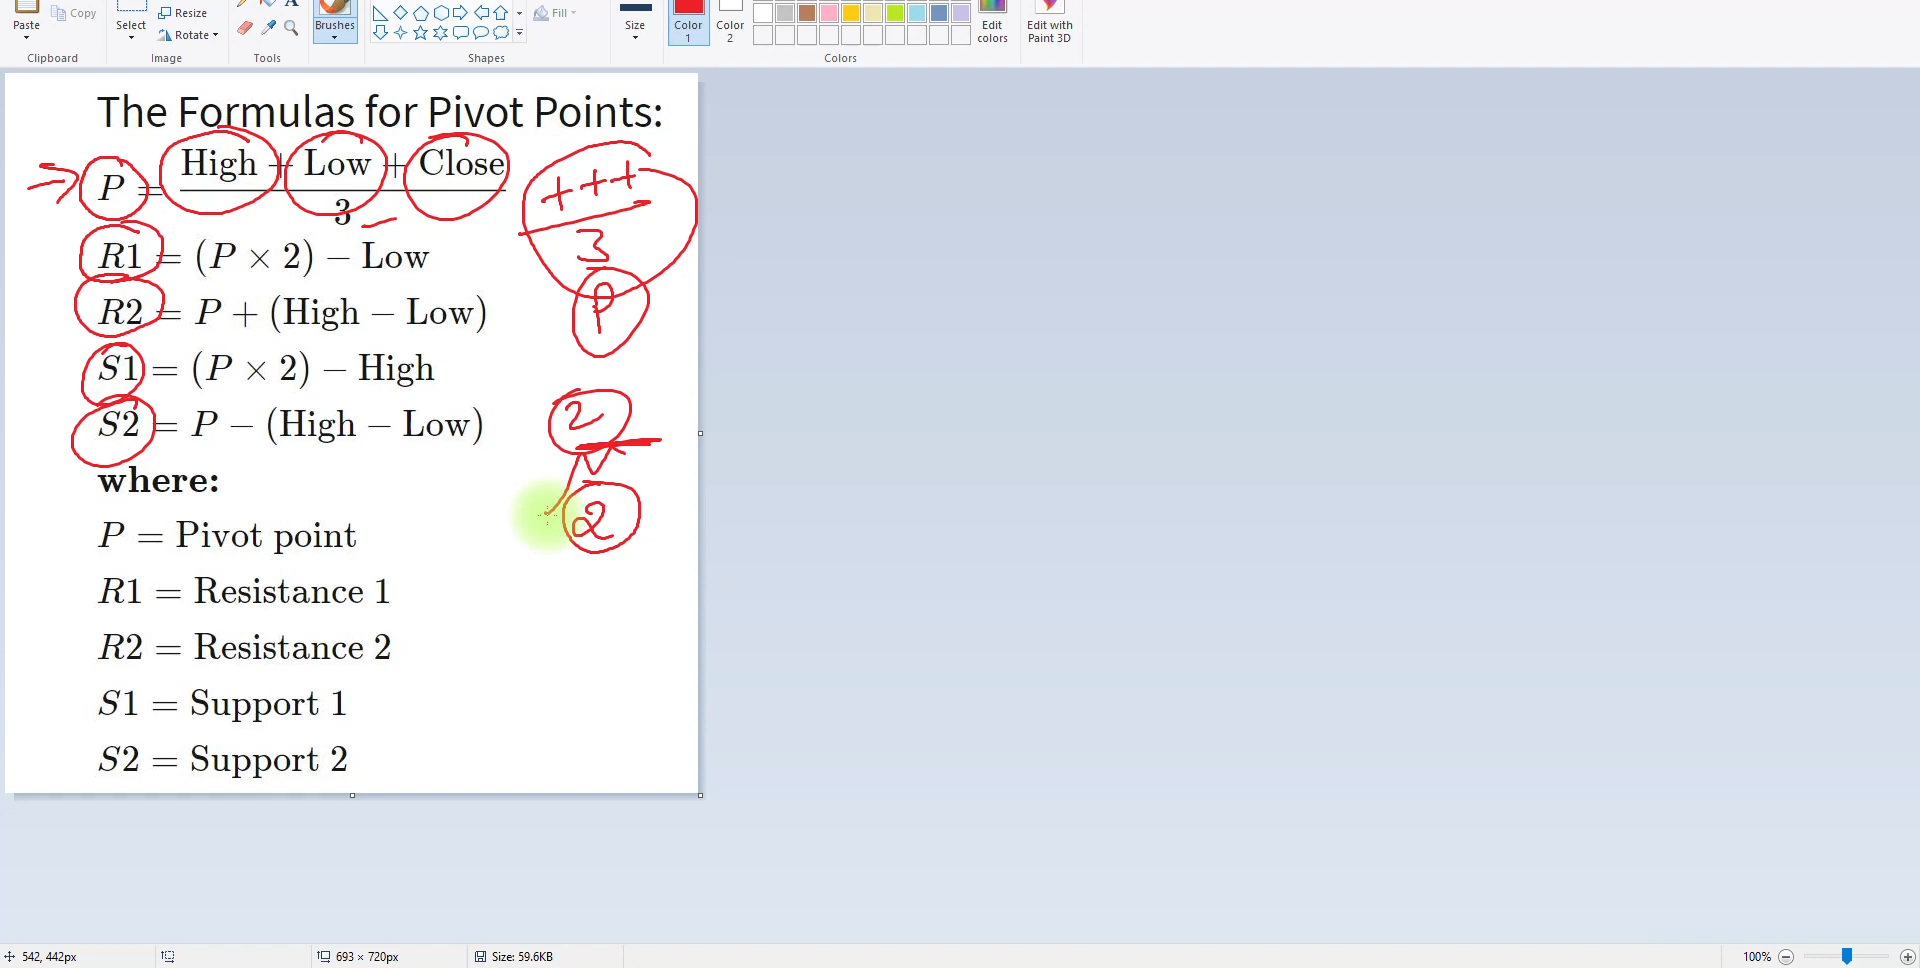 Paste
Copy
Select
Resize
Rotate
Brushes
Fill
Size
Color 1
Color 2
Edit colors
Edit with Paint 3D
Clipboard
Image
Tools
Shapes
Colors
The Formulas for Pivot Points:
P = High + Low + Close
3
R1 = (P × 2) − Low
R2 = P + (High − Low)
S1 = (P × 2) − High
S2 = P − (High − Low)
where:
P = Pivot point
R1 = Resistance 1
R2 = Resistance 2
S1 = Support 1
S2 = Support 2
+++
3
P
2
2
542, 442px
693 × 720px
Size: 59.6KB
100%